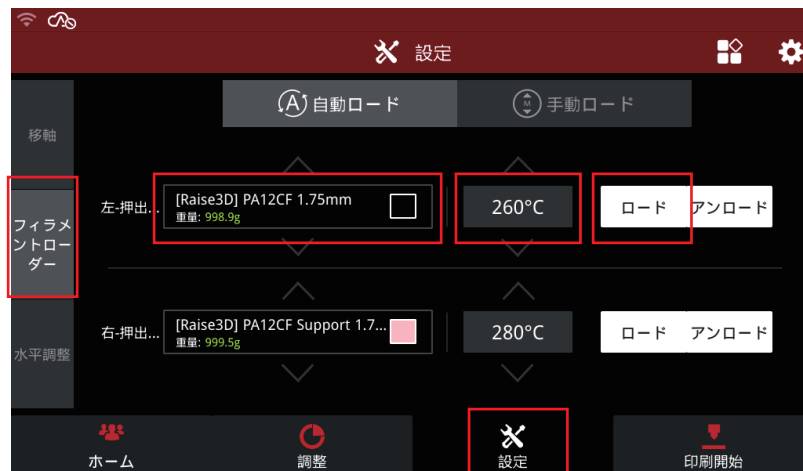 設定
自動ロード
M 手動ロード
移軸
フィラメントローダー
水平調整
左-押出...
[Raise3D] PA12CF 1.75mm
重量: 998.9g
260°C
ロード
アンロード
右-押出...
[Raise3D] PA12CF Support 1.7...
重量: 999.5g
280°C
ロード
アンロード
ホーム
調整
設定
印刷開始